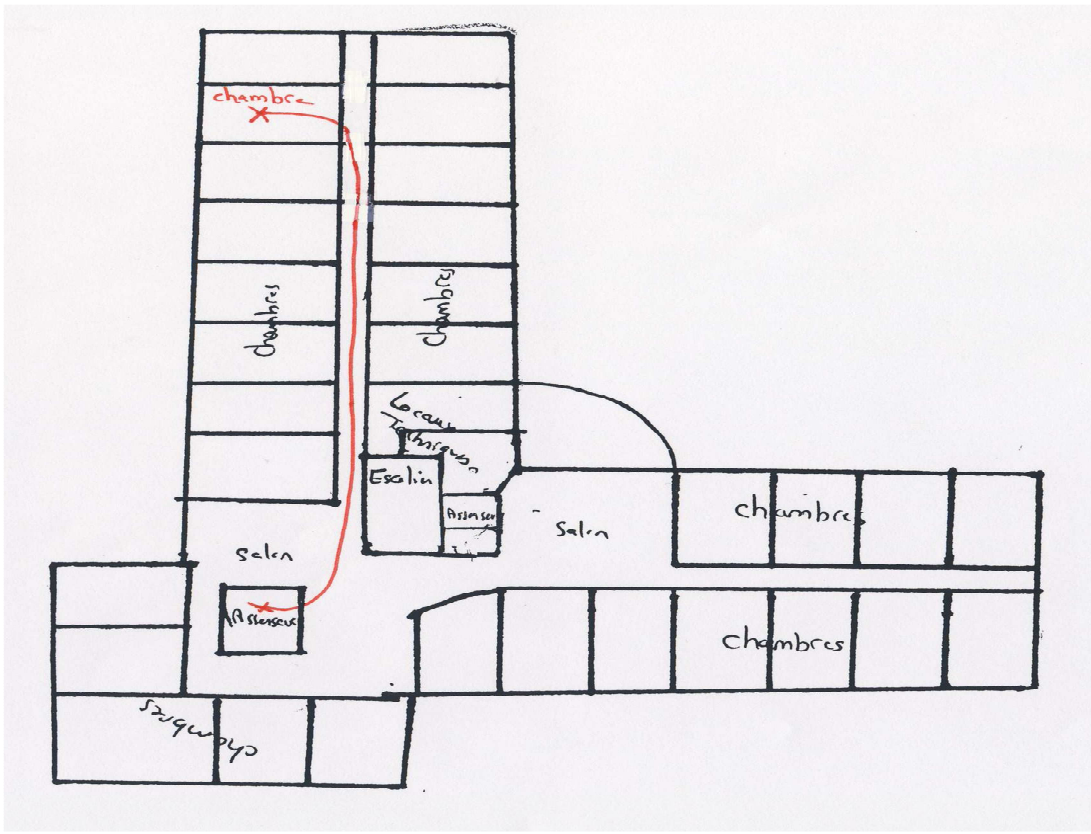 chambre
chambres
chambres
Locaux
Techniques
Escalier
Ascenseur
Salon
chambres
Salon
Ascenseur
chambres
chambres